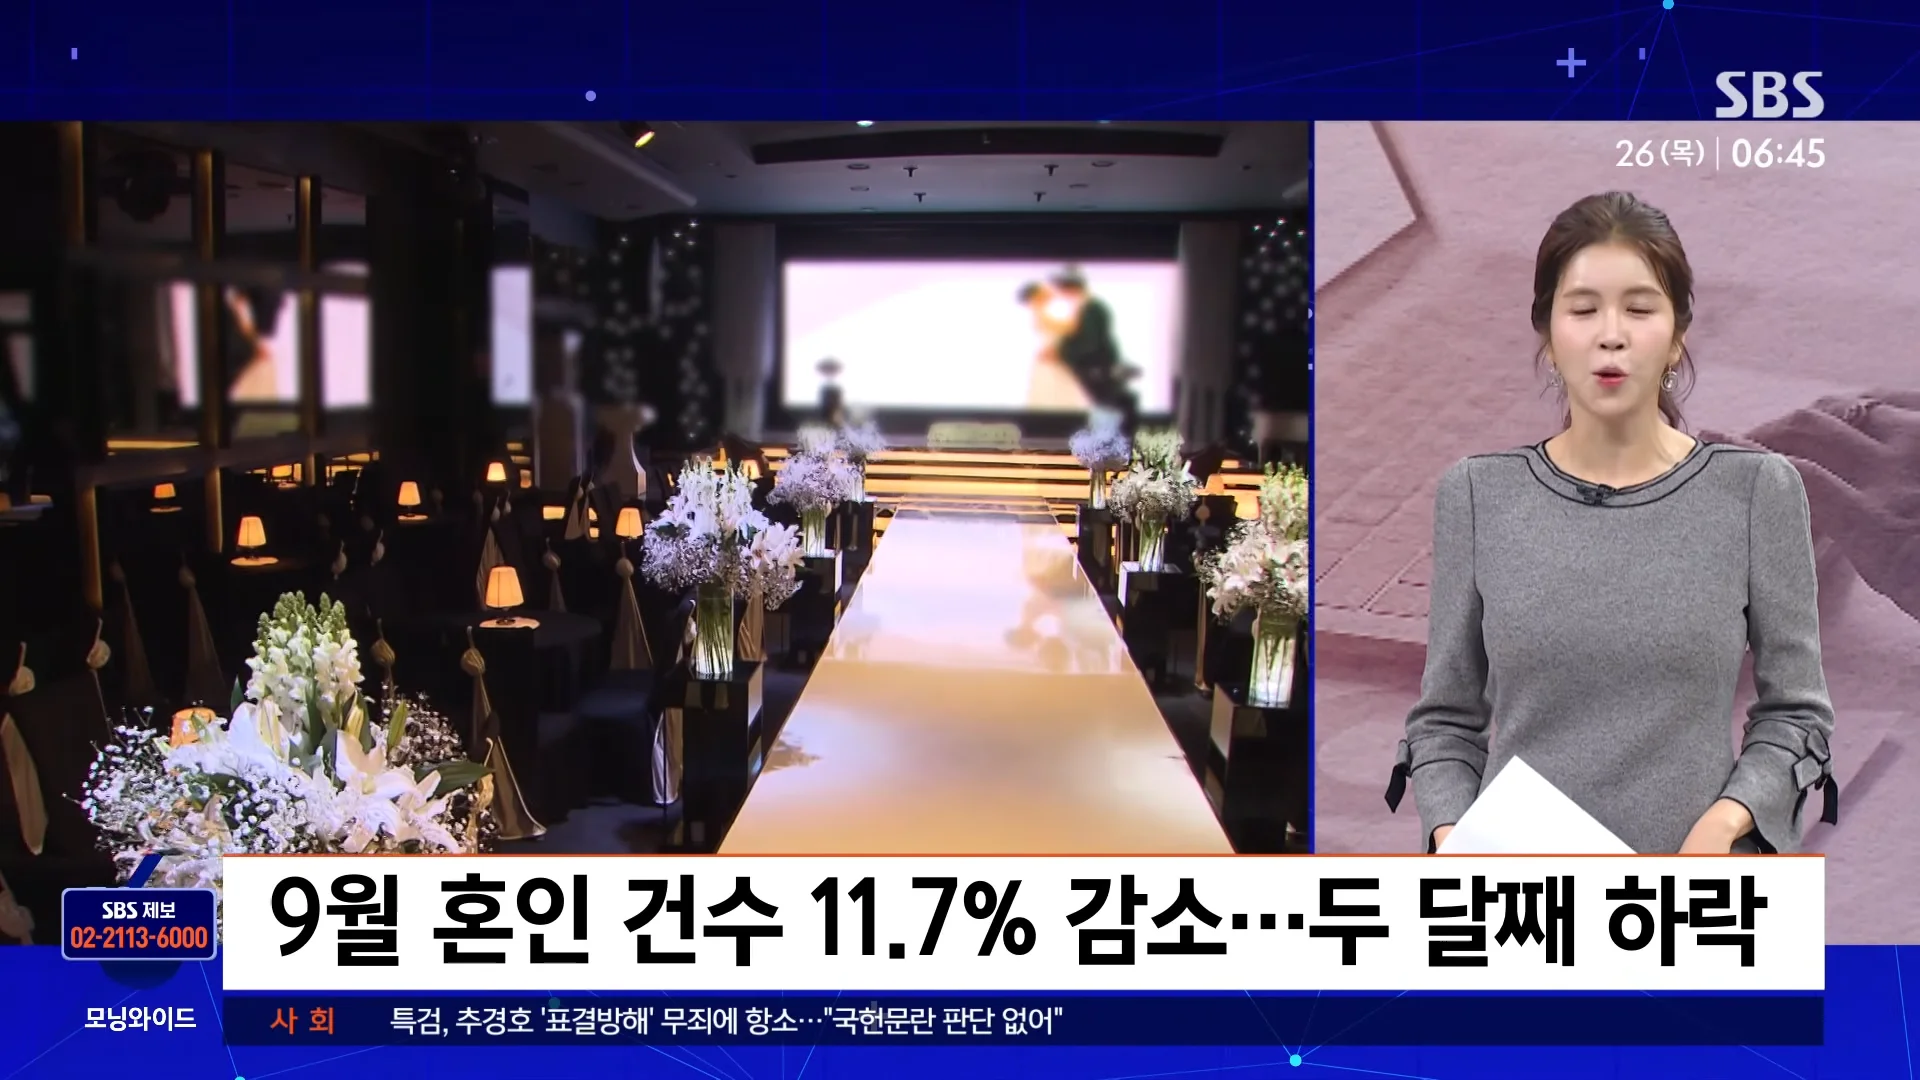 SBS
26(목) | 06:45
9월 혼인 건수 11.7% 감소…두 달째 하락
SBS 제보
02-2113-6000
모닝와이드
사회
특검, 추경호 '표결방해' 무죄에 항소…"국헌문란 판단 없어"